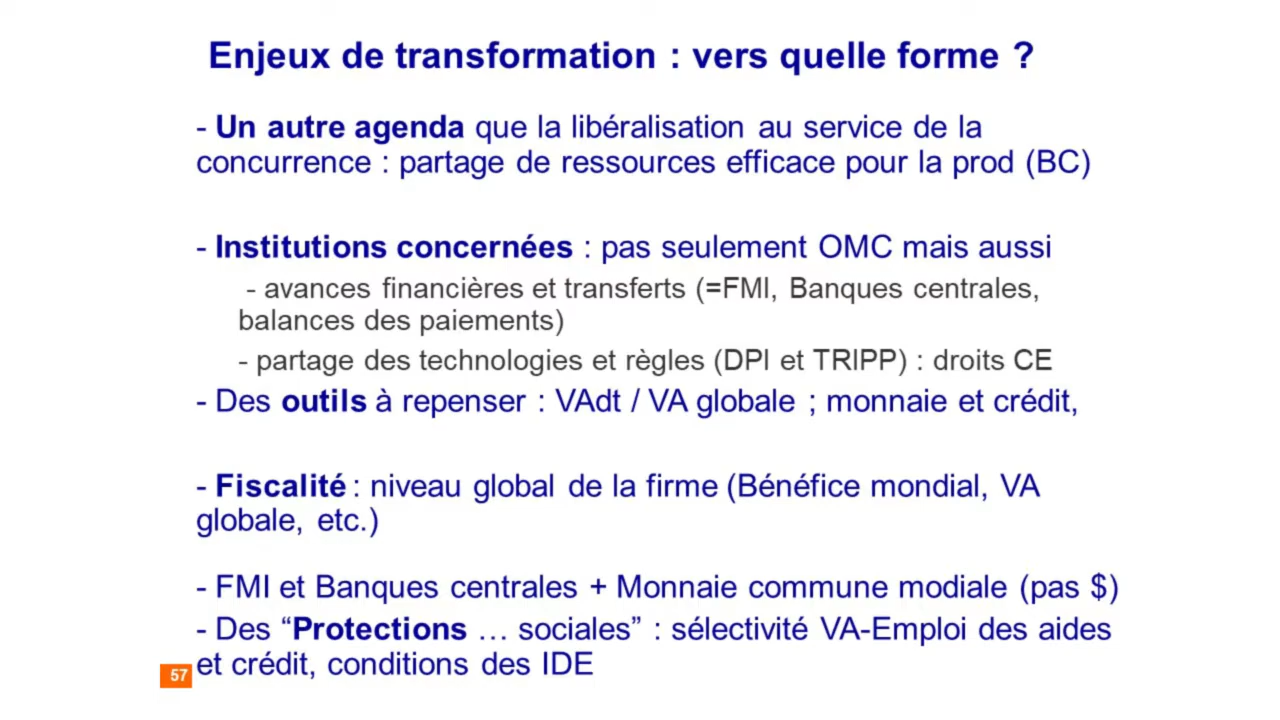 Enjeux de transformation : vers quelle forme ?
- Un autre agenda que la libéralisation au service de la
concurrence : partage de ressources efficace pour la prod (BC)
- Institutions concernées : pas seulement OMC mais aussi
- avances financières et transferts (=FMI, Banques centrales,
balances des paiements)
- partage des technologies et règles (DPI et TRIPP) : droits CE
- Des outils à repenser : VAdt / VA globale ; monnaie et crédit,
- Fiscalité : niveau global de la firme (Bénéfice mondial, VA
globale, etc.)
- FMI et Banques centrales + Monnaie commune modiale (pas $)
- Des “Protections … sociales” : sélectivité VA-Emploi des aides
et crédit, conditions des IDE
57